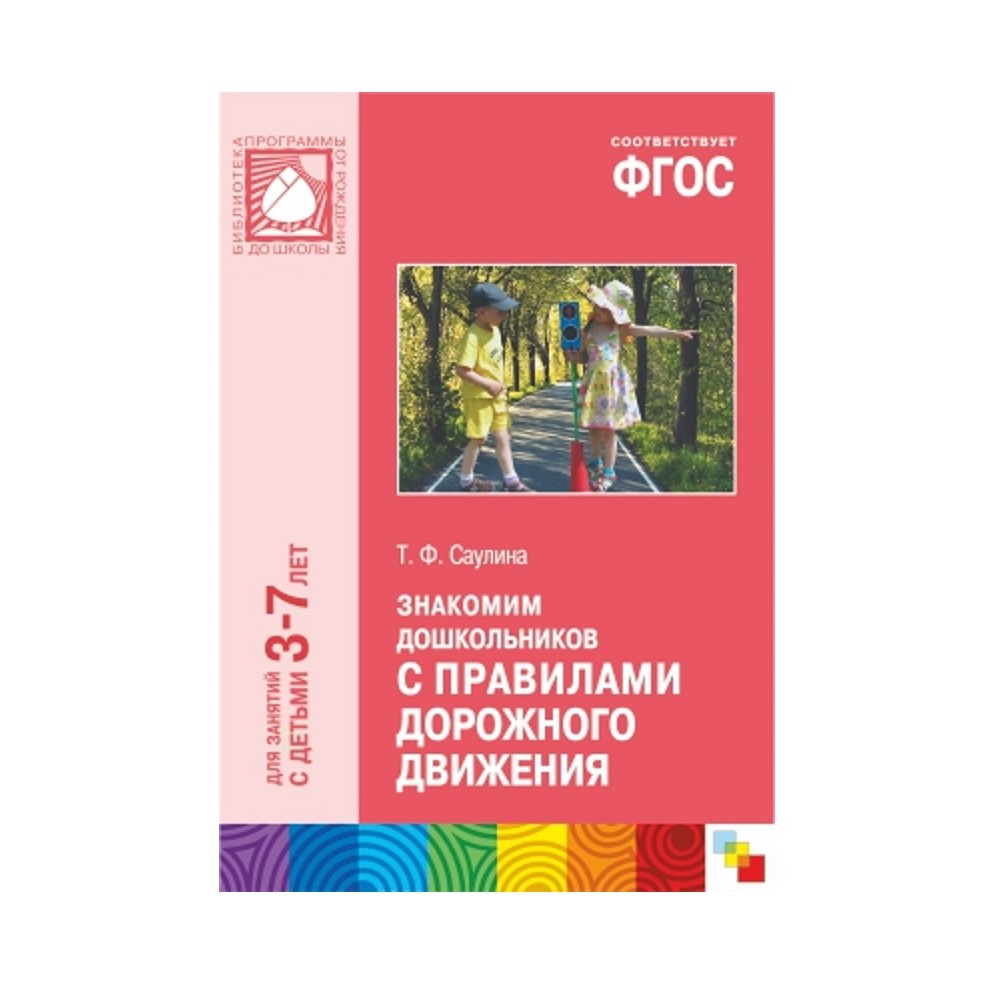 БИБЛИОТЕКА
ПРОГРАММЫ
ОТ РОЖДЕНИЯ
ДО ШКОЛЫ
СООТВЕТСТВУЕТ
ФГОС
Т. Ф. Саулина
ЗНАКОМИМ
ДОШКОЛЬНИКОВ
С ПРАВИЛАМИ
ДОРОЖНОГО
ДВИЖЕНИЯ
ДЛЯ ЗАНЯТИЙ
С ДЕТЬМИ 3-7 ЛЕТ